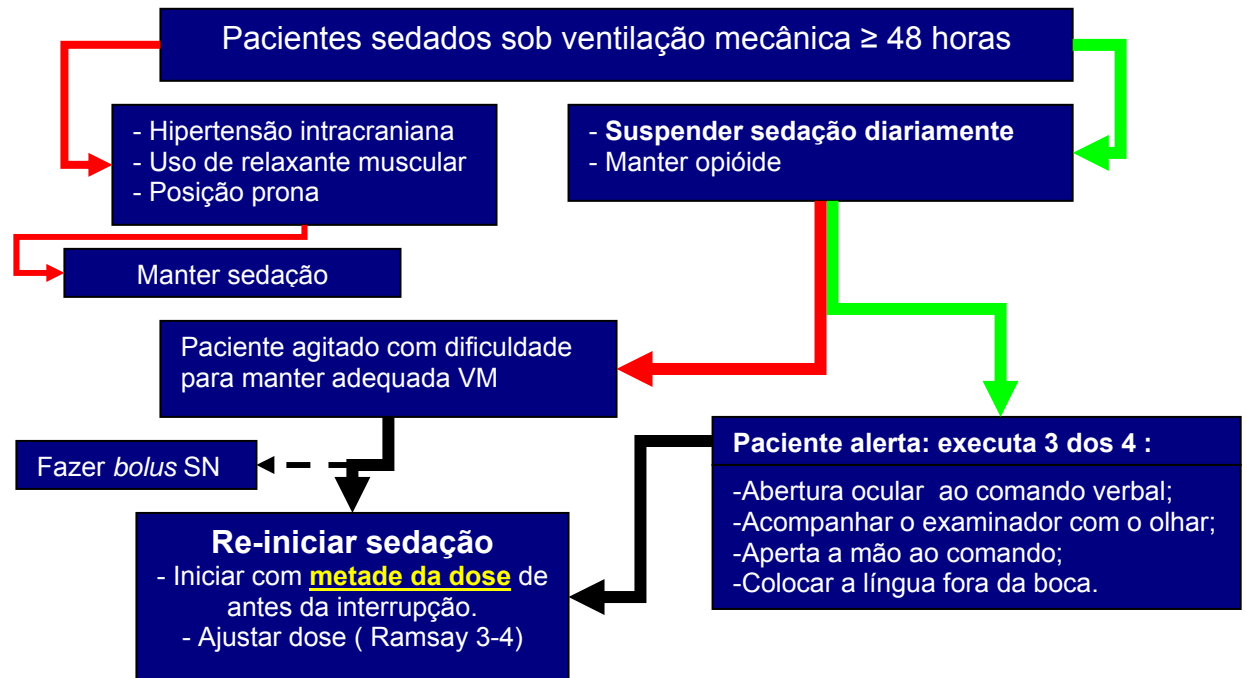 Pacientes sedados sob ventilação mecânica ≥ 48 horas
- Hipertensão intracraniana
- Uso de relaxante muscular
- Posição prona
- Suspender sedação diariamente
- Manter opióide
Manter sedação
Paciente agitado com dificuldade
para manter adequada VM
Fazer bolus SN
Paciente alerta: executa 3 dos 4 :
-Abertura ocular ao comando verbal;
-Acompanhar o examinador com o olhar;
-Aperta a mão ao comando;
-Colocar a língua fora da boca.
Re-iniciar sedação
- Iniciar com metade da dose de
antes da interrupção.
- Ajustar dose ( Ramsay 3-4)